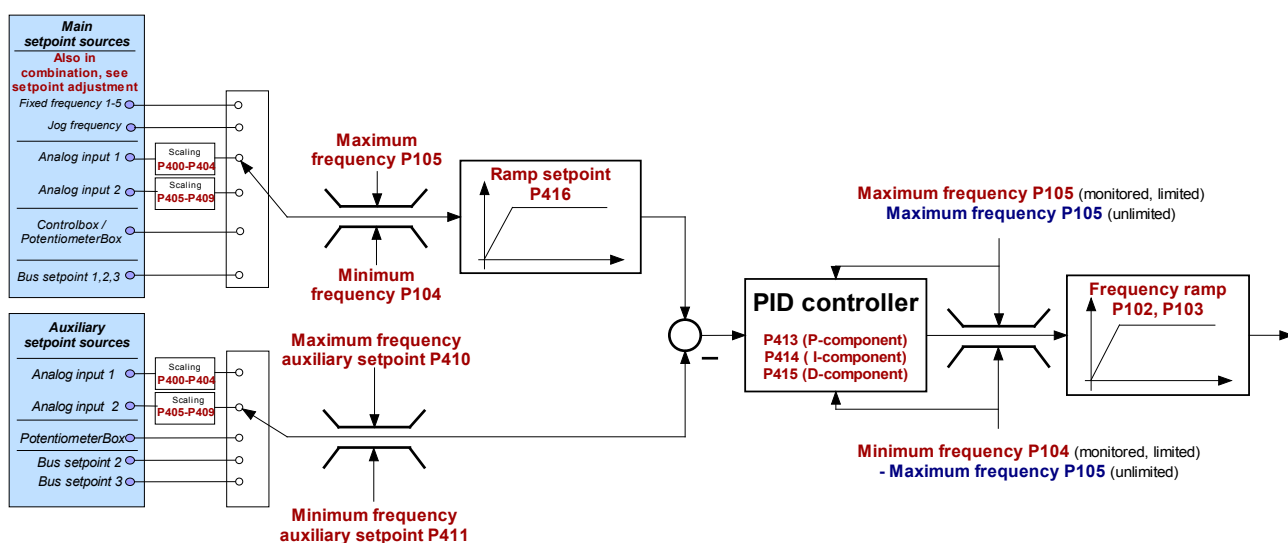 Main
setpoint sources
Also in
combination, see
setpoint adjustment
Fixed frequency 1-5
Jog frequency
Analog input 1
Scaling
P400-P404
Analog input 2
Scaling
P405-P409
Controlbox /
PotentiometerBox
Bus setpoint 1,2,3
Maximum
frequency P105
Minimum
frequency P104
Ramp setpoint
P416
Auxiliary
setpoint sources
Analog input 1
Scaling
P400-P404
Analog input 2
Scaling
P405-P409
PotentiometerBox
Bus setpoint 2
Bus setpoint 3
Maximum frequency
auxiliary setpoint P410
Minimum frequency
auxiliary setpoint P411
–
Maximum frequency P105 (monitored, limited)
Maximum frequency P105 (unlimited)
PID controller
P413 (P-component)
P414 ( I-component)
P415 (D-component)
Frequency ramp
P102, P103
Minimum frequency P104 (monitored, limited)
- Maximum frequency P105 (unlimited)